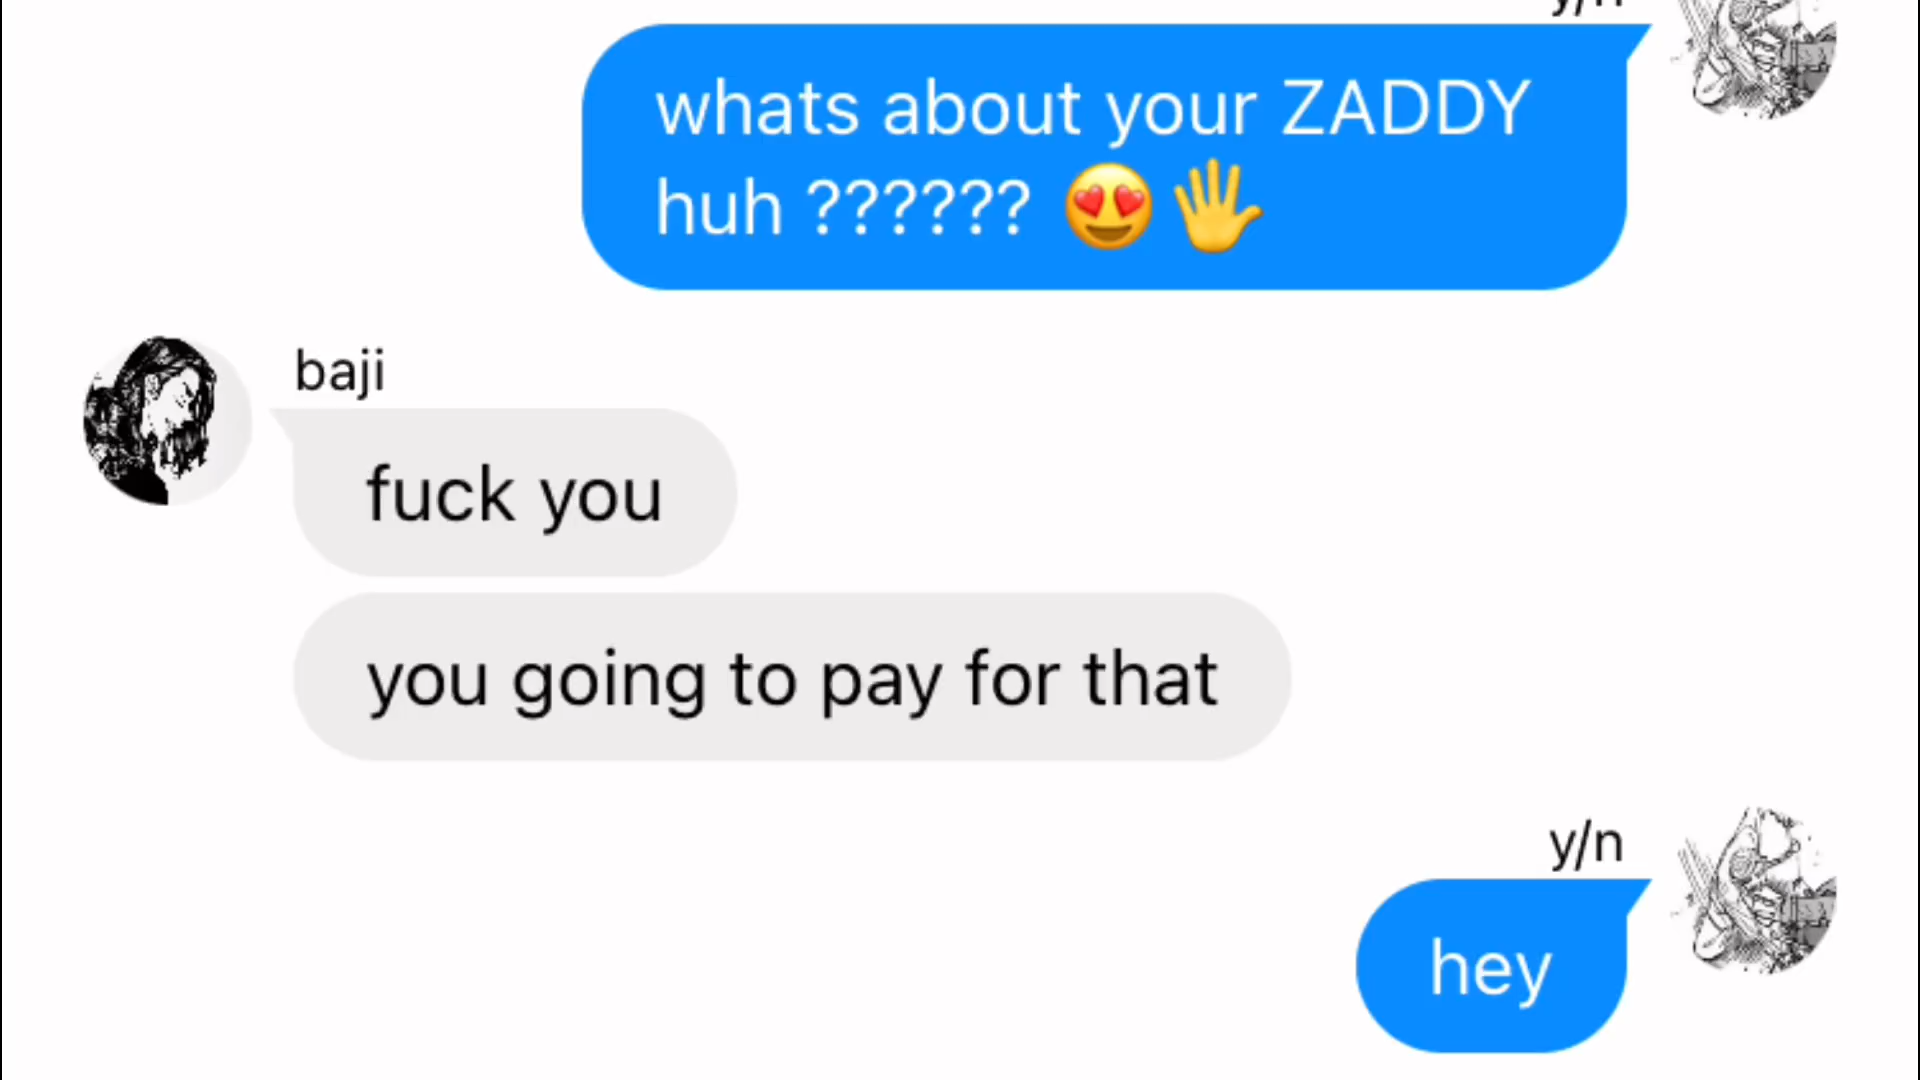 y/n
whats about your ZADDY
huh ?????? 😍🖐
baji
fuck you
you going to pay for that
y/n
hey